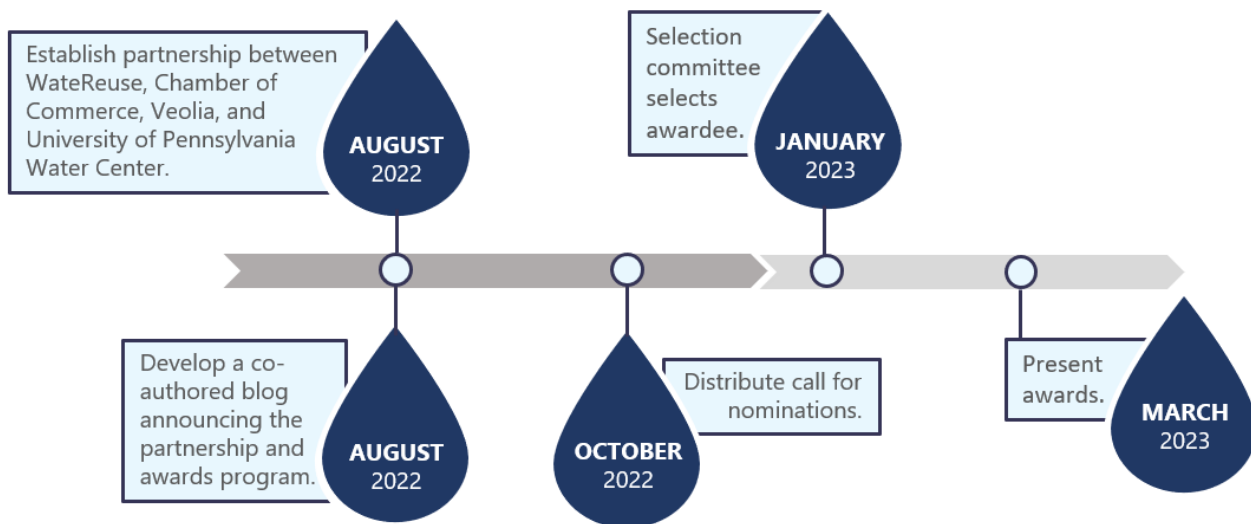 Establish partnership between
WateReuse, Chamber of
Commerce, Veolia, and
University of Pennsylvania
Water Center.
AUGUST
2022
Selection
committee
selects
awardee.
JANUARY
2023
Develop a co-
authored blog
announcing the
partnership and
awards program.
AUGUST
2022
OCTOBER
2022
Distribute call for
nominations.
Present
awards.
MARCH
2023